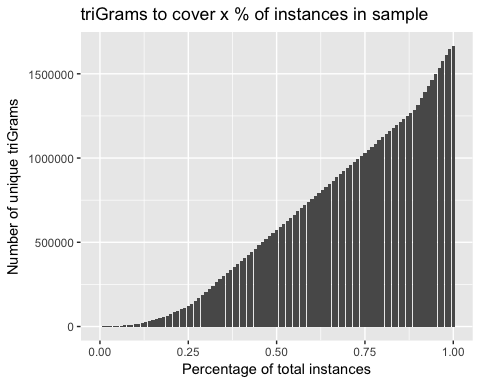 triGrams to cover x % of instances in sample
Number of unique triGrams
1500000
1000000
500000
0
0.00 0.25 0.50 0.75 1.00
Percentage of total instances